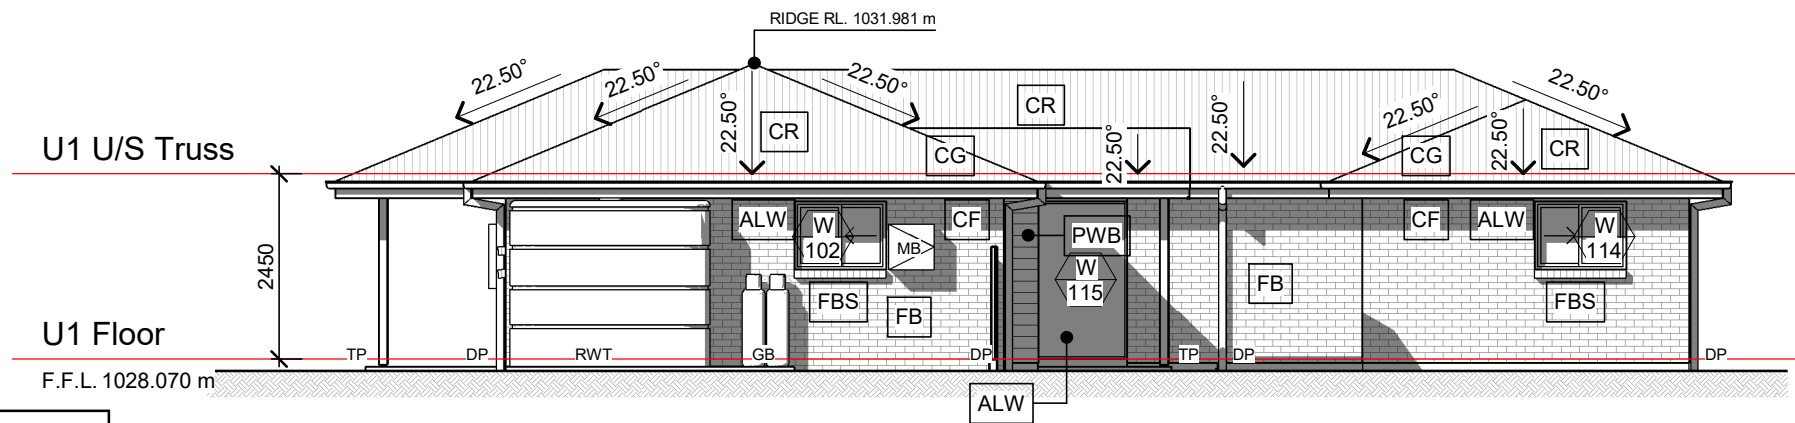 RIDGE RL. 1031.981 m
22.50°
22.50°
22.50°
22.50°
CR
CG
CR
22.50°
22.50°
22.50°
CG
22.50°
CR
22.50°
U1 U/S Truss
2450
ALW
W
102
CF
MB
PWB
W
115
CF
ALW
W
114
FBS
FB
FB
FBS
U1 Floor
TP
DP
RWT
GB
DP
TP
DP
DP
F.F.L. 1028.070 m
ALW